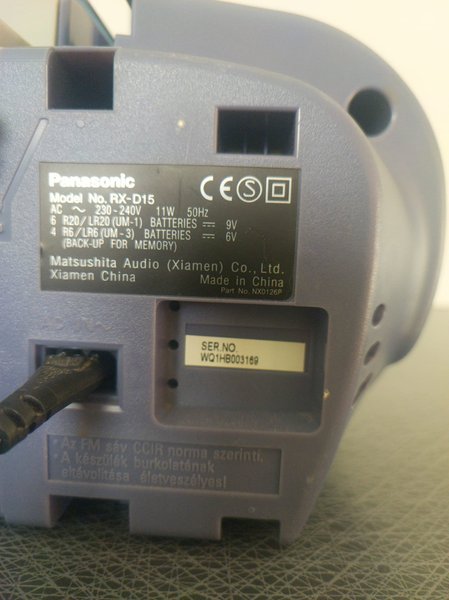 Panasonic
Model No. RX-D15
AC ~ 230-240V 11W 50Hz
6 R20/LR20 (UM-1) BATTERIES ⎓ 9V
4 R6/LR6 (UM-3) BATTERIES ⎓ 6V
(BACK-UP FOR MEMORY)
CE S
Matsushita Audio (Xiamen) Co., Ltd.
Xiamen China Made in China
Part No. NX0126P
SER.NO
WQ1HB003169
• Az FM sáv CCIR norma szerinti.
• A készülék burkolatának
eltávolítása életveszélyes!